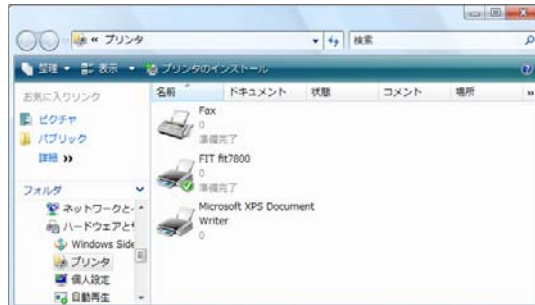 « プリンタ
検索
整理 表示 プリンタのインストール
お気に入りリンク
ピクチャ
パブリック
詳細 »
フォルダ
ネットワークと
ハードウェアと
Windows Side
プリンタ
個人設定
自動再生
名前 ドキュメント 状態 コメント 場所 »
Fax
0
準備完了
FIT fit7800
0
準備完了
Microsoft XPS Document
Writer
0